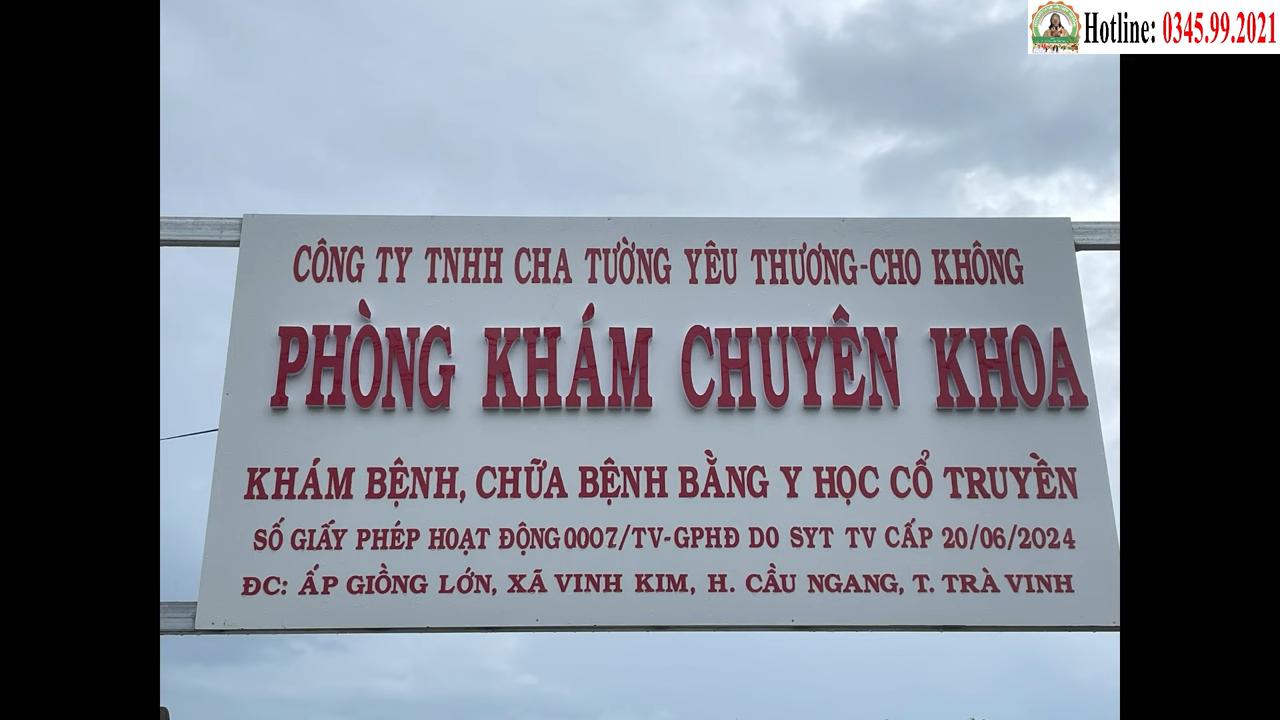 Hotline: 0345.99.2021
CÔNG TY TNHH CHA TƯỜNG YÊU THƯƠNG-CHO KHÔNG
PHÒNG KHÁM CHUYÊN KHOA
KHÁM BỆNH, CHỮA BỆNH BẰNG Y HỌC CỔ TRUYỀN
SỐ GIẤY PHÉP HOẠT ĐỘNG 0007/TV-GPHĐ DO SYT TV CẤP 20/06/2024
ĐC: ẤP GIỒNG LỚN, XÃ VINH KIM, H. CẦU NGANG, T. TRÀ VINH